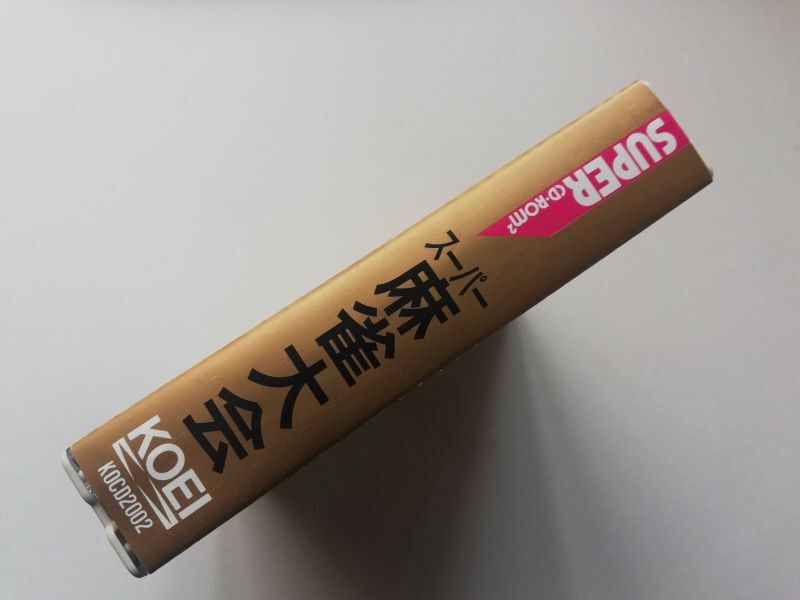 SUPER
CD-ROM²
スーパー
麻雀大会
KOEI
KOCD2002